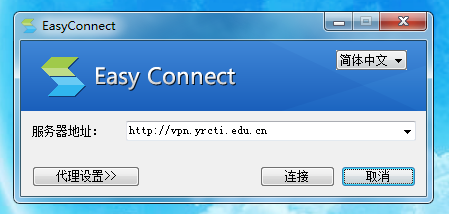 EasyConnect
简体中文
Easy Connect
服务器地址:
http://vpn.yrcti.edu.cn
代理设置>>
连接
取消